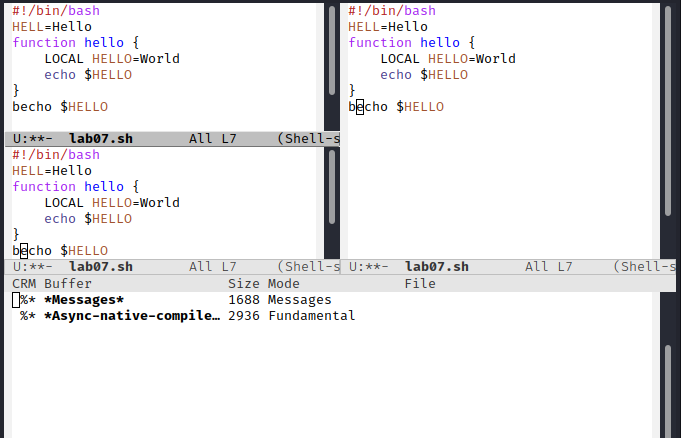 #!/bin/bash
HELL=Hello
function hello {
    LOCAL HELLO=World
    echo $HELLO
}
becho $HELLO
U:**-  lab07.sh       All L7     (Shell-s
#!/bin/bash
HELL=Hello
function hello {
    LOCAL HELLO=World
    echo $HELLO
}
becho $HELLO
U:**-  lab07.sh       All L7     (Shell-s
#!/bin/bash
HELL=Hello
function hello {
    LOCAL HELLO=World
    echo $HELLO
}
becho $HELLO
U:**-  lab07.sh       All L7     (Shell-s
CRM Buffer                 Size Mode             File
 %* *Messages*             1688 Messages
 %* *Async-native-compile… 2936 Fundamental